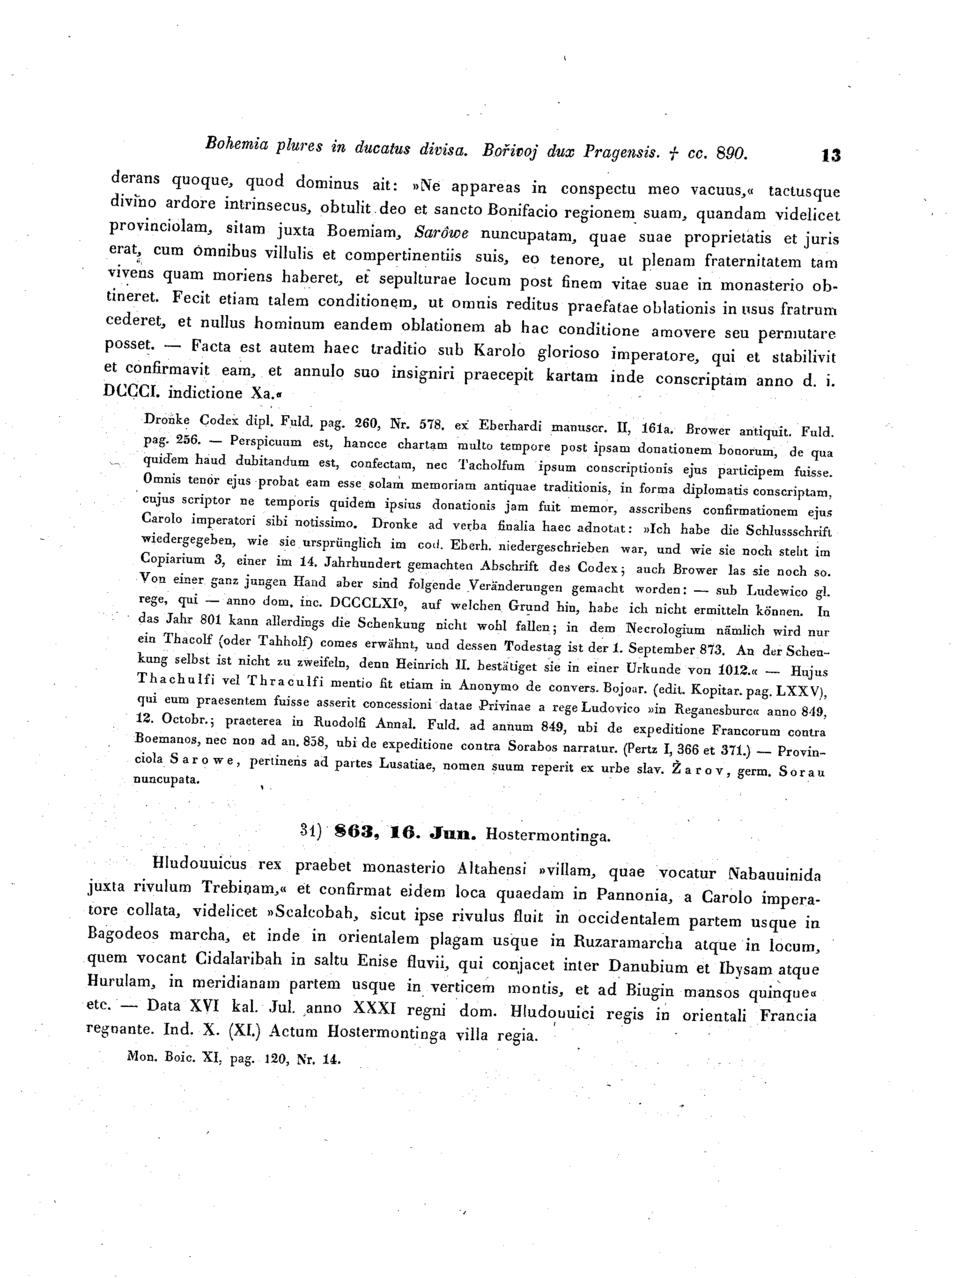 Bohemia plures in ducatus divisa. Bořivoj dux Pragensis. † cc. 890. 13
derans quoque, quod dominus ait: »Ne appareas in conspectu meo vacuus,« tactusque
divino ardore intrinsecus, obtulit deo et sancto Bonifacio regionem suam, quandam videlicet
provinciolam, sitam juxta Boemiam, Sarôwe nuncupatam, quae suae proprietatis et juris
erat, cum omnibus villulis et compertinentiis suis, eo tenore, ut plenam fraternitatem tam
vivens quam moriens haberet, et sepulturae locum post finem vitae suae in monasterio ob-
tineret. Fecit etiam talem conditionem, ut omnis reditus praefatae oblationis in usus fratrum
cederet, et nullus hominum eandem oblationem ab hac conditione amovere seu permutare
posset. — Facta est autem haec traditio sub Karolo glorioso imperatore, qui et stabilivit
et confirmavit eam, et annulo suo insigniri praecepit kartam inde conscriptam anno d. i.
DCCCI. indictione Xa.«
Dronke Codex dipl. Fuld. pag. 260, Nr. 578. ex Eberhardi manuscr. II, 161a. Brower antiquit. Fuld.
pag. 256. — Perspicuum est, hancce chartam multo tempore post ipsam donationem bonorum, de qua
quidem haud dubitandum est, confectam, nec Tacholfum ipsum conscriptionis ejus participem fuisse.
Omnis tenor ejus probat eam esse solam memoriam antiquae traditionis, in forma diplomatis conscriptam,
cujus scriptor ne temporis quidem ipsius donationis jam fuit memor, asscribens confirmationem ejus
Carolo imperatori sibi notissimo. Dronke ad verba finalia haec adnotat: »Ich habe die Schlussschrift
wiedergegeben, wie sie ursprünglich im cod. Eberh. niedergeschrieben war, und wie sie noch steht im
Copiarium 3, einer im 14. Jahrhundert gemachten Abschrift des Codex; auch Brower las sie noch so.
Von einer ganz jungen Hand aber sind folgende Veränderungen gemacht worden: — sub Ludewico gl.
rege, qui — anno dom. inc. DCCCLXI°, auf welchen Grund hin, habe ich nicht ermitteln können. In
das Jahr 801 kann allerdings die Schenkung nicht wohl fallen; in dem Necrologium nämlich wird nur
ein Thacolf (oder Tahholf) comes erwähnt, und dessen Todestag ist der 1. September 873. An der Schen-
kung selbst ist nicht zu zweifeln, denn Heinrich II. bestätiget sie in einer Urkunde von 1012.« — Hujus
Thachulfi vel Thraculfi mentio fit etiam in Anonymo de convers. Bojoar. (edit. Kopitar. pag. LXXV),
qui eum praesentem fuisse asserit concessioni datae Privinae a rege Ludovico »in Reganesburc« anno 849,
12. Octobr.; praeterea in Ruodolfi Annal. Fuld. ad annum 849, ubi de expeditione Francorum contra
Boemanos, nec non ad an. 858, ubi de expeditione contra Sorabos narratur. (Pertz I, 366 et 371.) — Provin-
ciola Sarowe, pertinens ad partes Lusatiae, nomen suum reperit ex urbe slav. Žarov, germ. Sorau
nuncupata.
31) 863, 16. Jun. Hostermontinga.
Hludouuicus rex praebet monasterio Altahensi »villam, quae vocatur Nabauuinida
juxta rivulum Trebinam,« et confirmat eidem loca quaedam in Pannonia, a Carolo impera-
tore collata, videlicet »Scalcobah, sicut ipse rivulus fluit in occidentalem partem usque in
Bagodeos marcha, et inde in orientalem plagam usque in Ruzaramarcha atque in locum,
quem vocant Cidalaribah in saltu Enise fluvii, qui conjacet inter Danubium et Ibysam atque
Hurulam, in meridianam partem usque in verticem montis, et ad Biugin mansos quinque«
etc. — Data XVI kal. Jul. anno XXXI regni dom. Hludouuici regis in orientali Francia
regnante. Ind. X. (XI.) Actum Hostermontinga villa regia.
Mon. Boic. XI, pag. 120, Nr. 14.